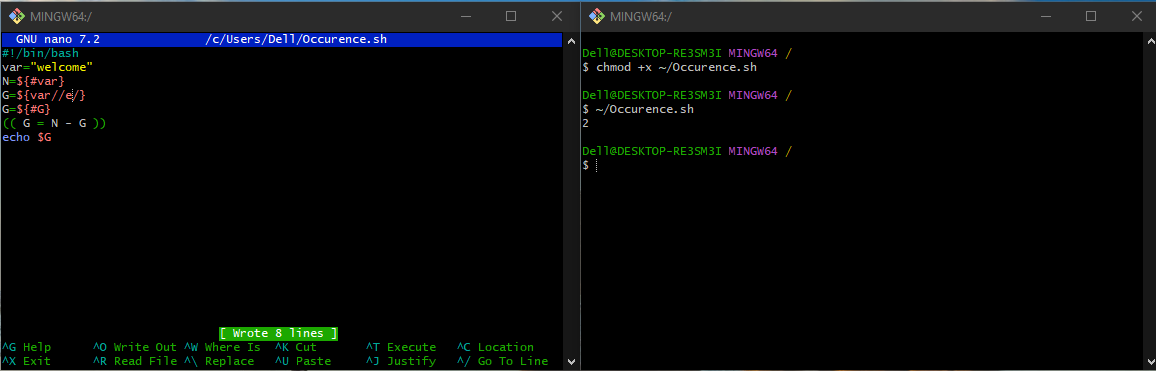 MINGW64:/
GNU nano 7.2 /c/Users/Dell/Occurence.sh
#!/bin/bash
var="welcome"
N=${#var}
G=${var//e/}
G=${#G}
(( G = N - G ))
echo $G
[ Wrote 8 lines ]
^G Help ^O Write Out ^W Where Is ^K Cut ^T Execute ^C Location
^X Exit ^R Read File ^\ Replace ^U Paste ^J Justify ^/ Go To Line
MINGW64:/
Dell@DESKTOP-RE3SM3I MINGW64 /
$ chmod +x ~/Occurence.sh
Dell@DESKTOP-RE3SM3I MINGW64 /
$ ~/Occurence.sh
2
Dell@DESKTOP-RE3SM3I MINGW64 /
$